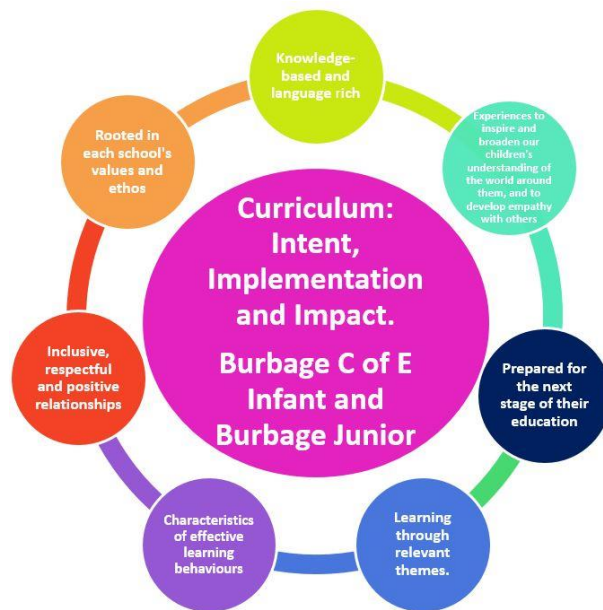 Knowledge-
based and
language rich
Experiences to
inspire and
broaden our
children's
understanding
of the world
around
them, and to
develop empathy
with others
Prepared for
the next
stage of their
education
Learning
through
relevant
themes.
Characteristics
of effective
learning
behaviours
Inclusive,
respectful
and positive
relationships
Rooted in
each school's
values and
ethos
Curriculum:
Intent,
Implementation
and Impact.
Burbage C of E
Infant and
Burbage Junior